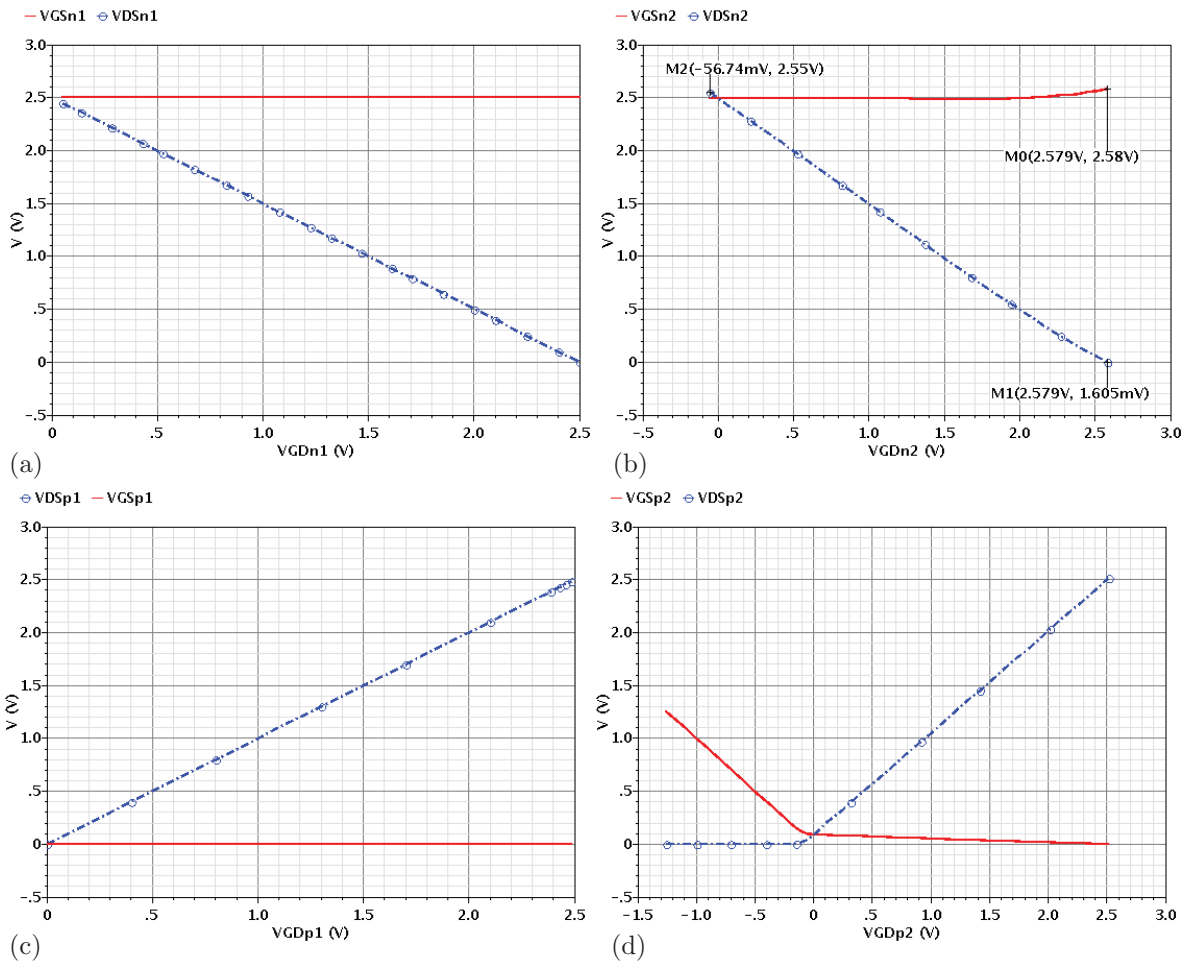 VGSn1 VDSn1
3.0
2.5
2.0
1.5
1.0
.5
0
-.5
V (V)
0 .5 1.0 1.5 2.0 2.5
VGDn1 (V)
(a)
VGSn2 VDSn2
M2(-56.74mV, 2.55V)
M0(2.579V, 2.58V)
M1(2.579V, 1.605mV)
3.0
2.5
2.0
1.5
1.0
.5
0
-.5
V (V)
-.5 0 .5 1.0 1.5 2.0 2.5 3.0
VGDn2 (V)
(b)
VDSp1 VGSp1
3.0
2.5
2.0
1.5
1.0
.5
0
-.5
V (V)
0 .5 1.0 1.5 2.0 2.5
VGDp1 (V)
(c)
VGSp2 VDSp2
3.0
2.5
2.0
1.5
1.0
.5
0
-.5
V (V)
-1.5 -1.0 -.5 0 .5 1.0 1.5 2.0 2.5 3.0
VGDp2 (V)
(d)